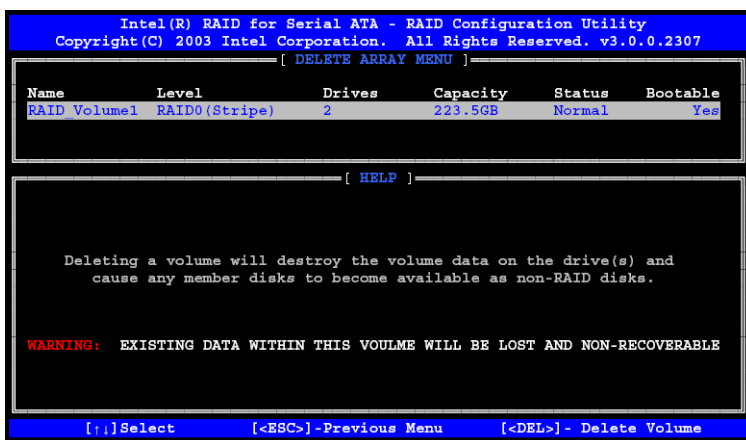 Intel(R) RAID for Serial ATA - RAID Configuration Utility
Copyright(C) 2003 Intel Corporation. All Rights Reserved. v3.0.0.2307
[ DELETE ARRAY MENU ]
Name Level Drives Capacity Status Bootable
RAID_Volume1 RAID0(Stripe) 2 223.5GB Normal Yes
[ HELP ]
Deleting a volume will destroy the volume data on the drive(s) and
cause any member disks to become available as non-RAID disks.
WARNING: EXISTING DATA WITHIN THIS VOULME WILL BE LOST AND NON-RECOVERABLE
[↑↓]Select [<ESC>]-Previous Menu [<DEL>]- Delete Volume